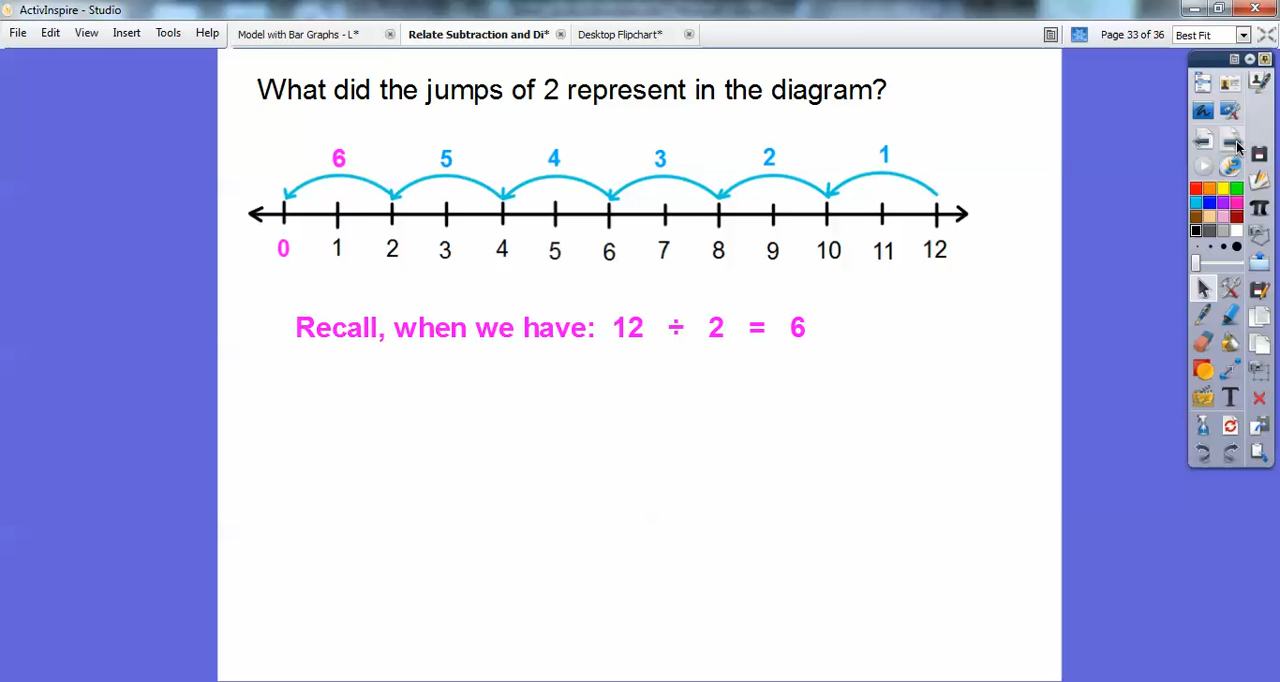 ActivInspire - Studio
File Edit View Insert Tools Help
Model with Bar Graphs - L* Relate Subtraction and Di* Desktop Flipchart* Page 33 of 36 Best Fit
What did the jumps of 2 represent in the diagram?
6 5 4 3 2 1
0 1 2 3 4 5 6 7 8 9 10 11 12
Recall, when we have: 12 ÷ 2 = 6